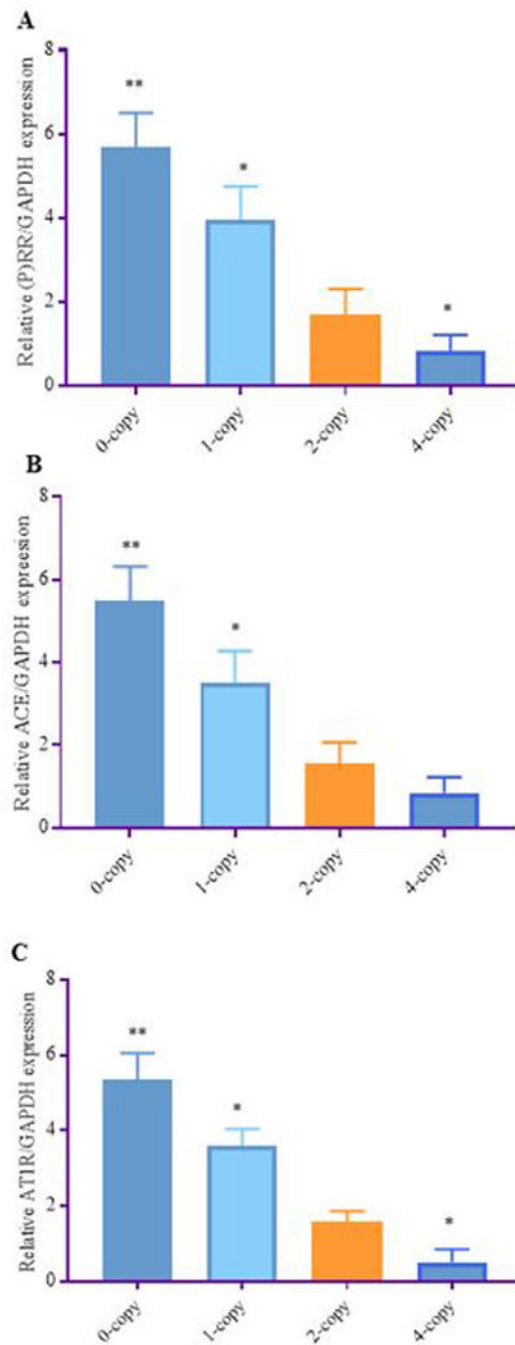 A
Relative (P)RR/GAPDH expression
8
6
4
2
0
**
*
*
0-copy
1-copy
2-copy
4-copy
B
Relative ACE/GAPDH expreesion
8
6
4
2
0
**
*
0-copy
1-copy
2-copy
4-copy
C
Relative AT1R/GAPDH expression
8
6
4
2
0
**
*
*
0-copy
1-copy
2-copy
4-copy